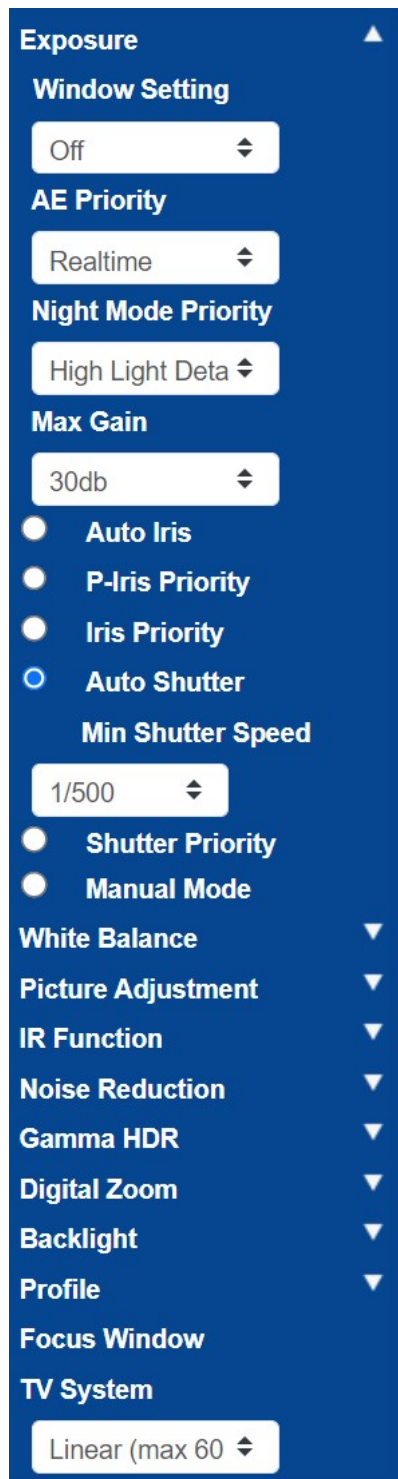 Exposure
Window Setting
Off
AE Priority
Realtime
Night Mode Priority
High Light Deta
Max Gain
30db
Auto Iris
P-Iris Priority
Iris Priority
Auto Shutter
Min Shutter Speed
1/500
Shutter Priority
Manual Mode
White Balance
Picture Adjustment
IR Function
Noise Reduction
Gamma HDR
Digital Zoom
Backlight
Profile
Focus Window
TV System
Linear (max 60